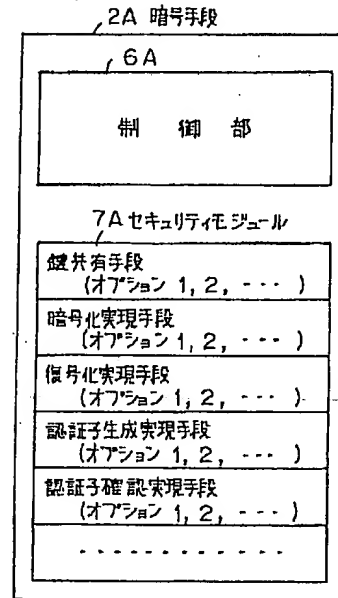 2A 暗号手段
6A
制御部
7A セキュリティモジュール
鍵共有手段
(オプション 1, 2, --- )
暗号化実現手段
(オプション 1, 2, --- )
復号化実現手段
(オプション 1, 2, --- )
認証子生成実現手段
(オプション 1, 2, --- )
認証子確認実現手段
(オプション 1, 2, --- )
- - - - - - - - - - - -